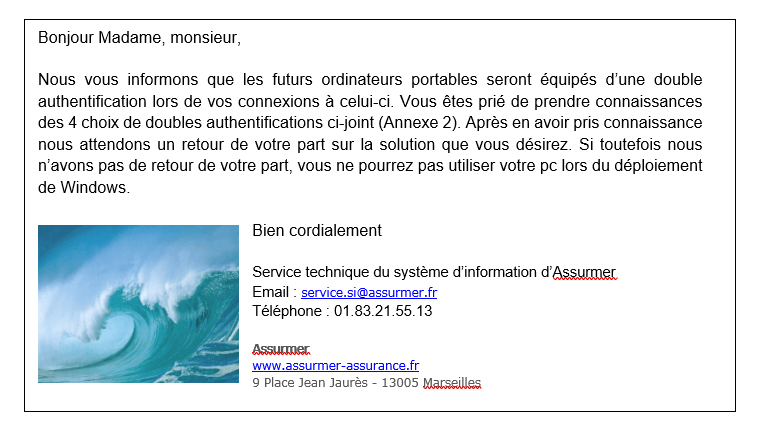 Bonjour Madame, monsieur,
Nous vous informons que les futurs ordinateurs portables seront équipés d’une double
authentification lors de vos connexions à celui-ci. Vous êtes prié de prendre connaissances
des 4 choix de doubles authentifications ci-joint (Annexe 2). Après en avoir pris connaissance
nous attendons un retour de votre part sur la solution que vous désirez. Si toutefois nous
n’avons pas de retour de votre part, vous ne pourrez pas utiliser votre pc lors du déploiement
de Windows.
Bien cordialement
Service technique du système d’information d’Assurmer
Email : service.si@assurmer.fr
Téléphone : 01.83.21.55.13
Assurmer
www.assurmer-assurance.fr
9 Place Jean Jaurès - 13005 Marseilles